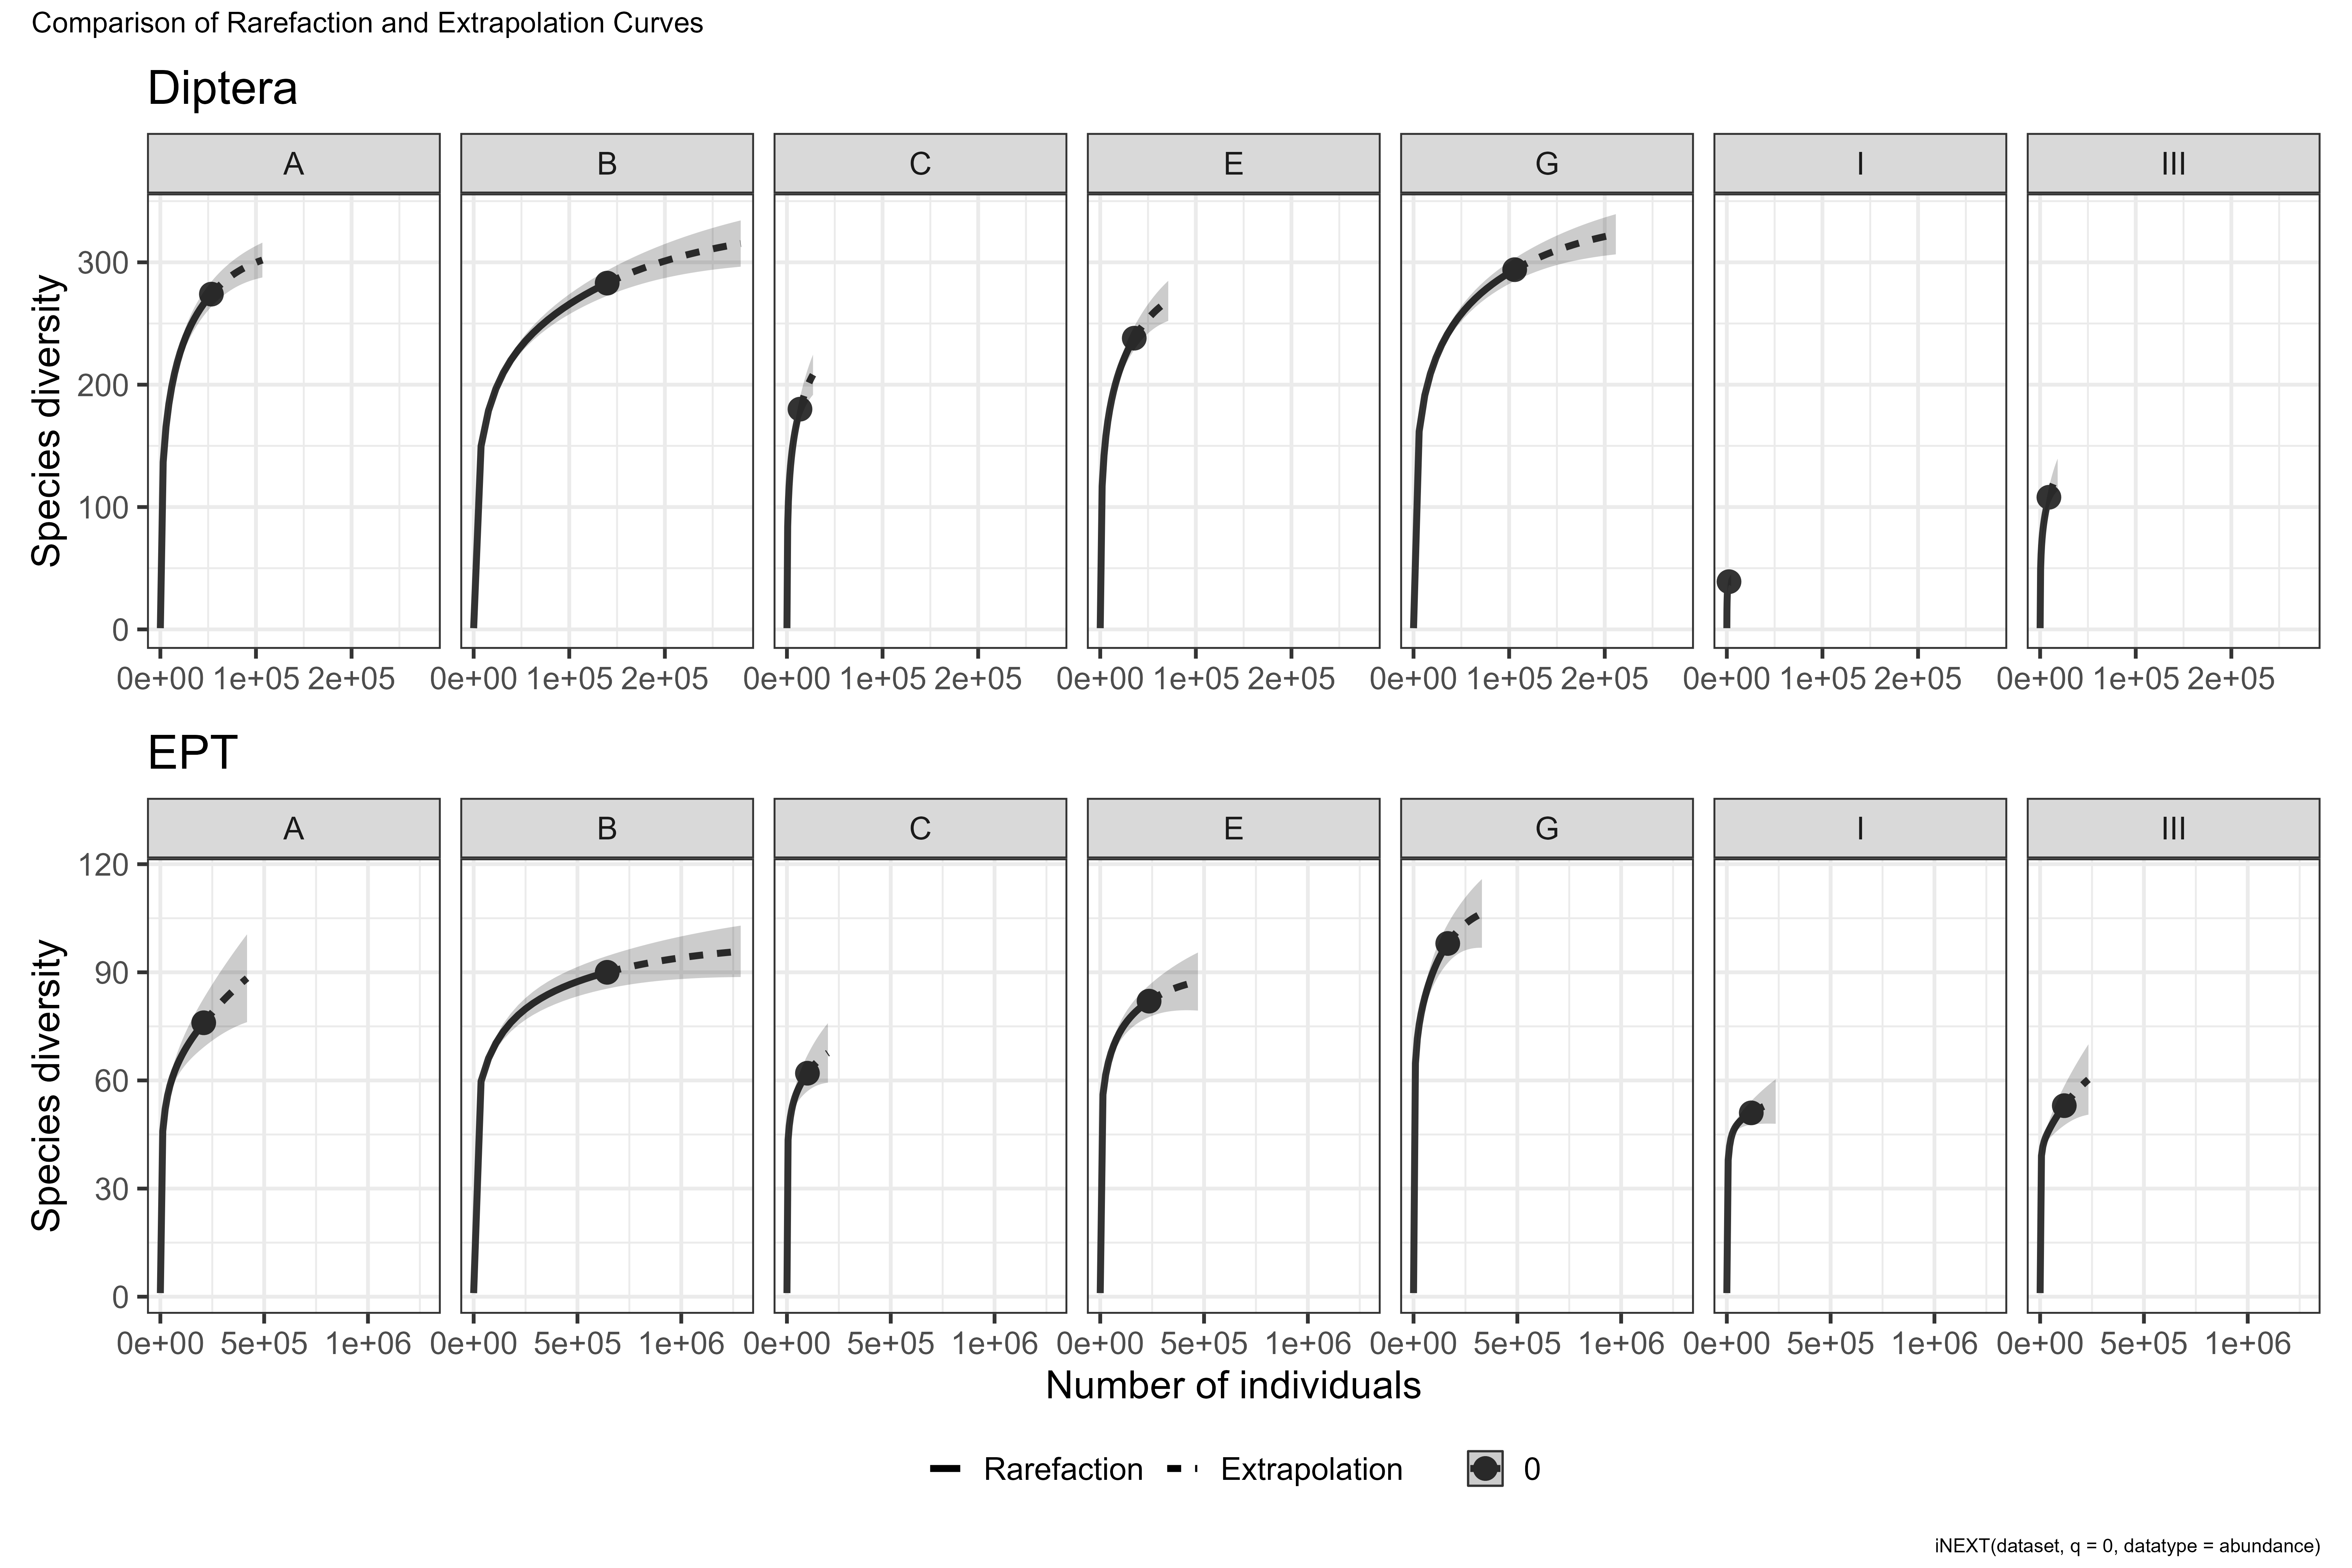 Comparison of Rarefaction and Extrapolation Curves
Diptera
A B C E G I III
Species diversity
300
200
100
0
0e+00 1e+05 2e+05 0e+00 1e+05 2e+05 0e+00 1e+05 2e+05 0e+00 1e+05 2e+05 0e+00 1e+05 2e+05 0e+00 1e+05 2e+05 0e+00 1e+05 2e+05
EPT
A B C E G I III
Species diversity
120
90
60
30
0
0e+00 5e+05 1e+06 0e+00 5e+05 1e+06 0e+00 5e+05 1e+06 0e+00 5e+05 1e+06 0e+00 5e+05 1e+06 0e+00 5e+05 1e+06 0e+00 5e+05 1e+06
Number of individuals
Rarefaction Extrapolation 0
iNEXT(dataset, q = 0, datatype = abundance)